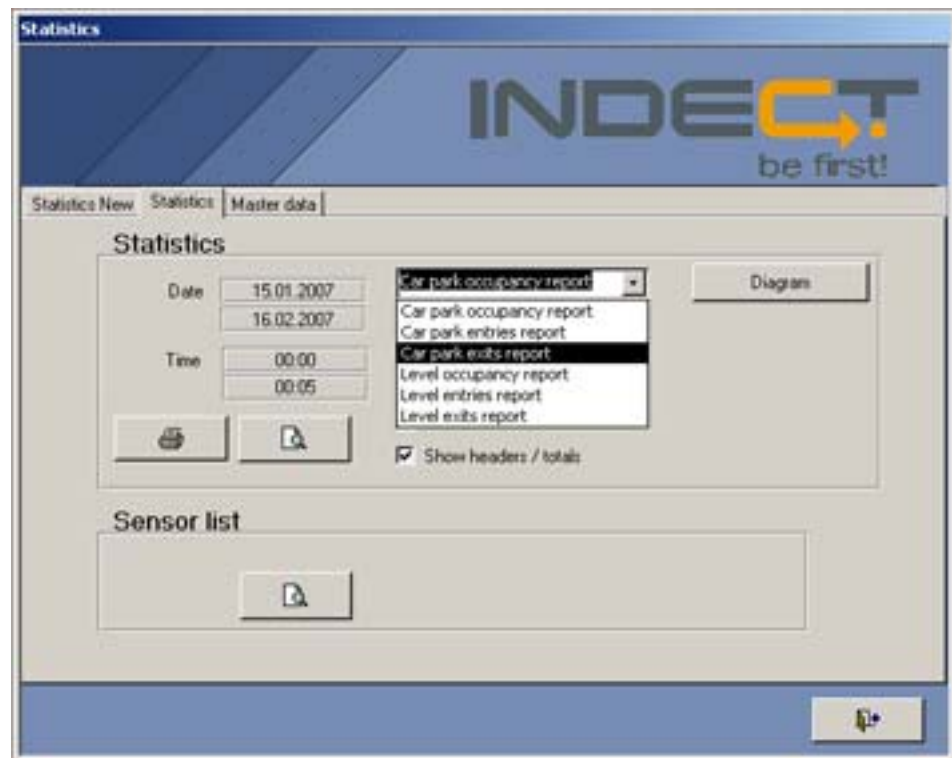 Statistics
INDECT
be first!
Statistics New Statistics Master data
Statistics
Date 15.01.2007 Car park occupancy report Diagram
16.02.2007
Car park occupancy report
Car park entries report
Time 00:00 Car park exits report
Level occupancy report
00:05 Level entries report
Level exits report
Show headers / totals
Sensor list